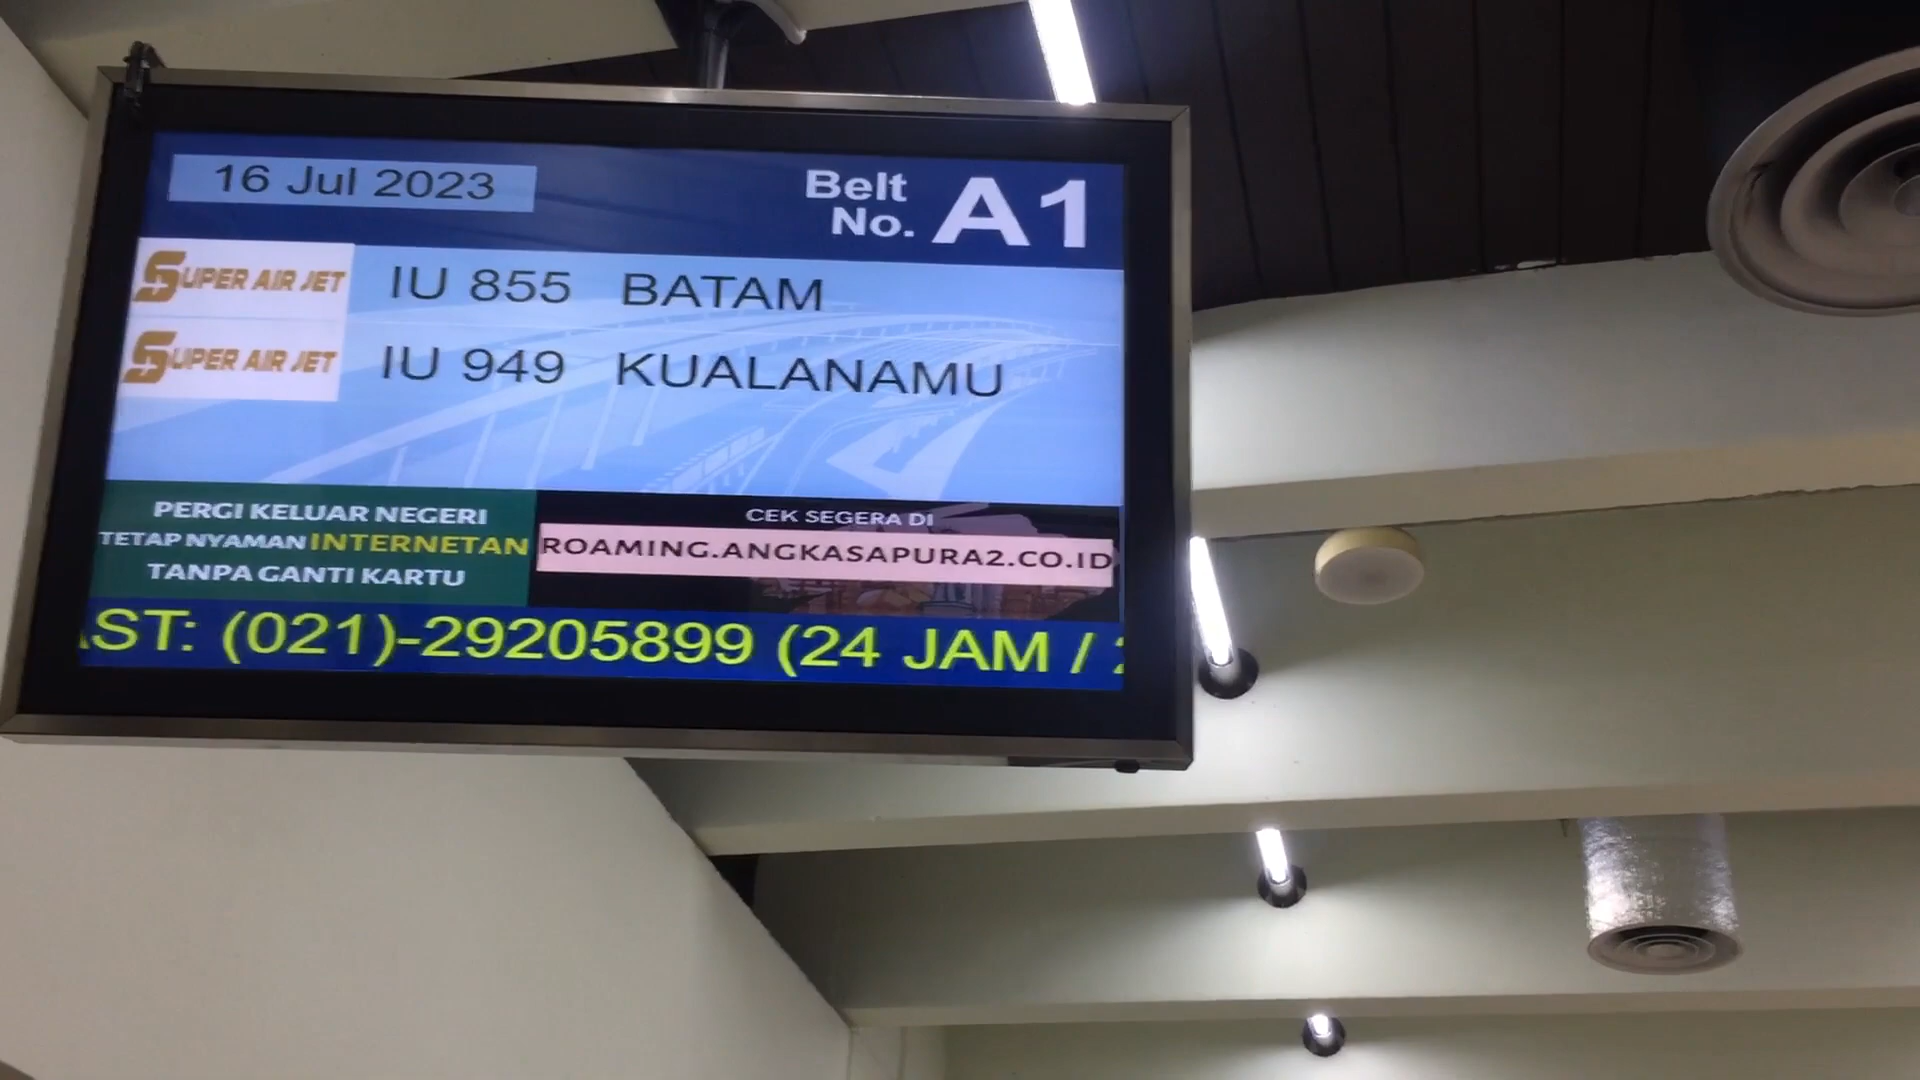 16 Jul 2023
Belt No. A1
SUPER AIR JET IU 855 BATAM
SUPER AIR JET IU 949 KUALANAMU
PERGI KELUAR NEGERI
TETAP NYAMAN INTERNETAN
TANPA GANTI KARTU
CEK SEGERA DI
ROAMING.ANGKASAPURA2.CO.ID
AST: (021)-29205899 (24 JAM /